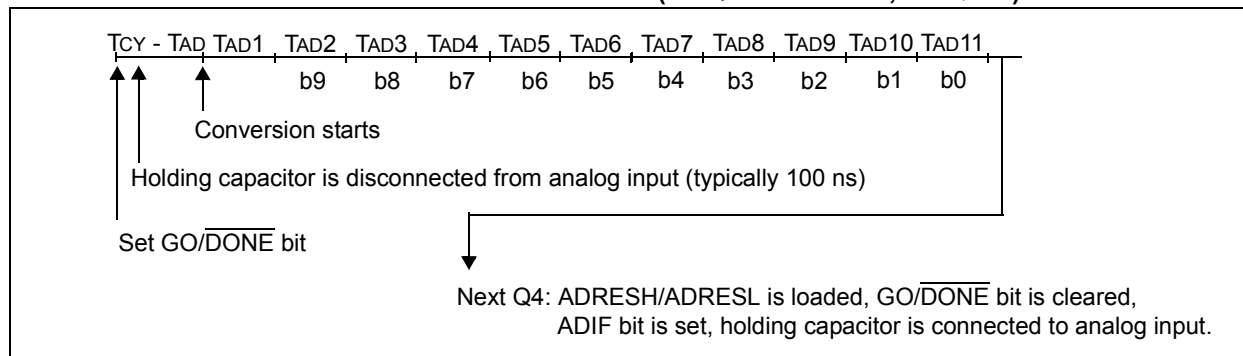 TCY - TAD TAD1 TAD2 TAD3 TAD4 TAD5 TAD6 TAD7 TAD8 TAD9 TAD10 TAD11
b9 b8 b7 b6 b5 b4 b3 b2 b1 b0
Conversion starts
Holding capacitor is disconnected from analog input (typically 100 ns)
Set GO/DONE bit
Next Q4: ADRESH/ADRESL is loaded, GO/DONE bit is cleared,
ADIF bit is set, holding capacitor is connected to analog input.